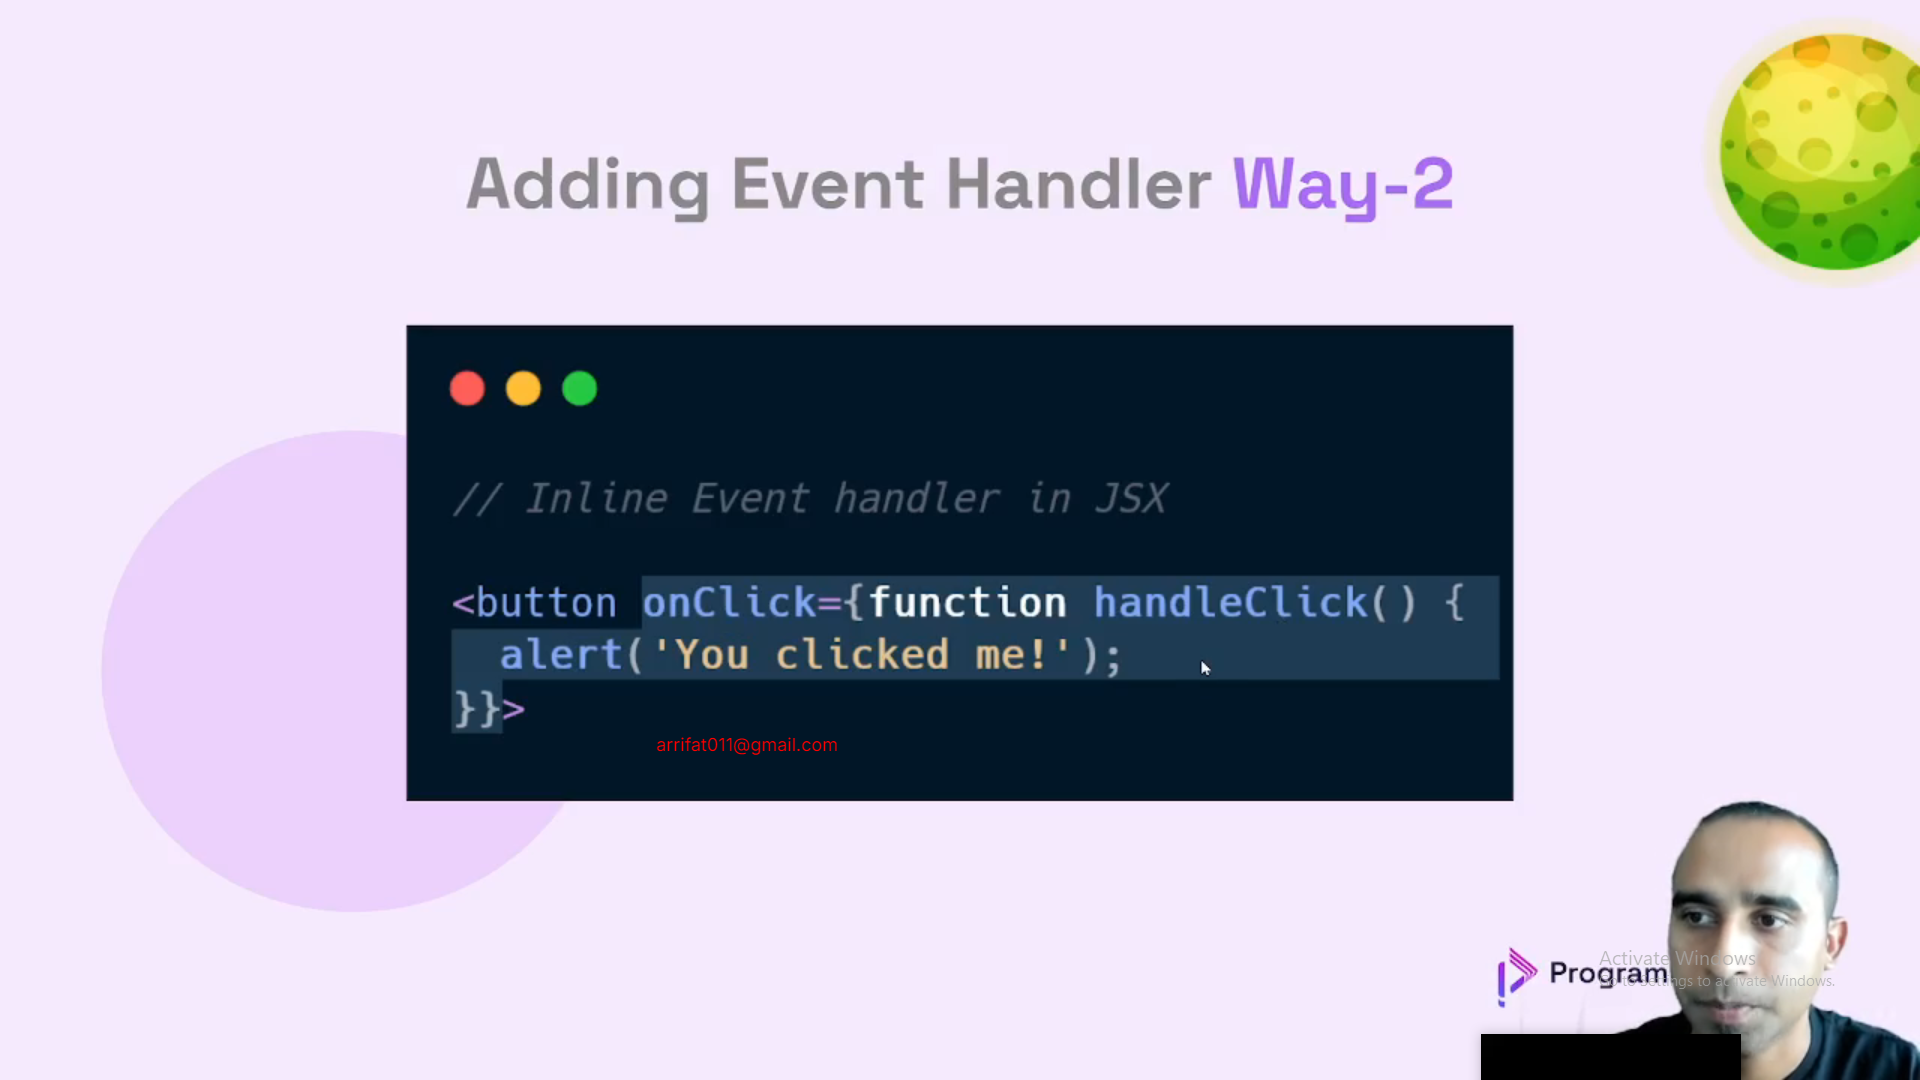 Adding Event Handler Way-2
// Inline Event handler in JSX
<button onClick={function handleClick() {
alert('You clicked me!');
}}>
arrifat011@gmail.com
Activate Windows
Program
Go to Settings to activate Windows.